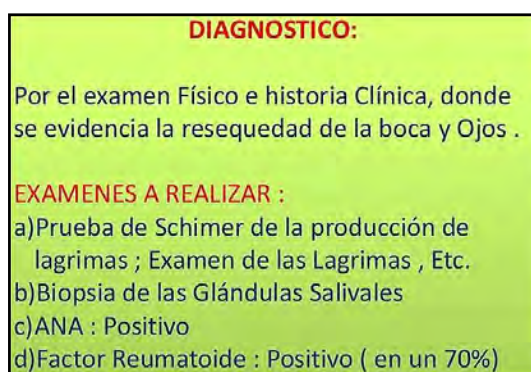 DIAGNOSTICO:
Por el examen Físico e historia Clínica, donde
se evidencia la resequedad de la boca y Ojos .
EXAMENES A REALIZAR :
a)Prueba de Schimer de la producción de
lagrimas ; Examen de las Lagrimas , Etc.
b)Biopsia de las Glándulas Salivales
c)ANA : Positivo
d)Factor Reumatoide : Positivo ( en un 70%)